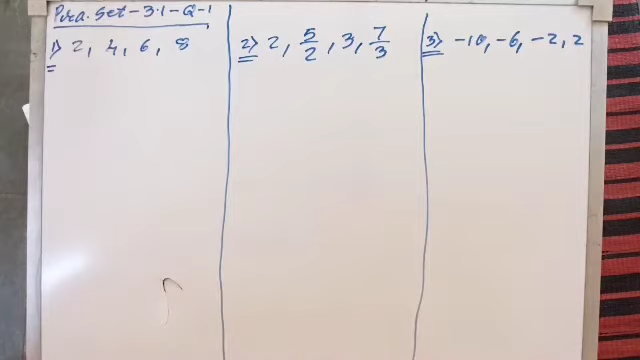 Pra. Set-3.1-Q-1
1) 2, 4, 6, 8
2) 2, 5/2, 3, 7/3
3) -10, -6, -2, 2